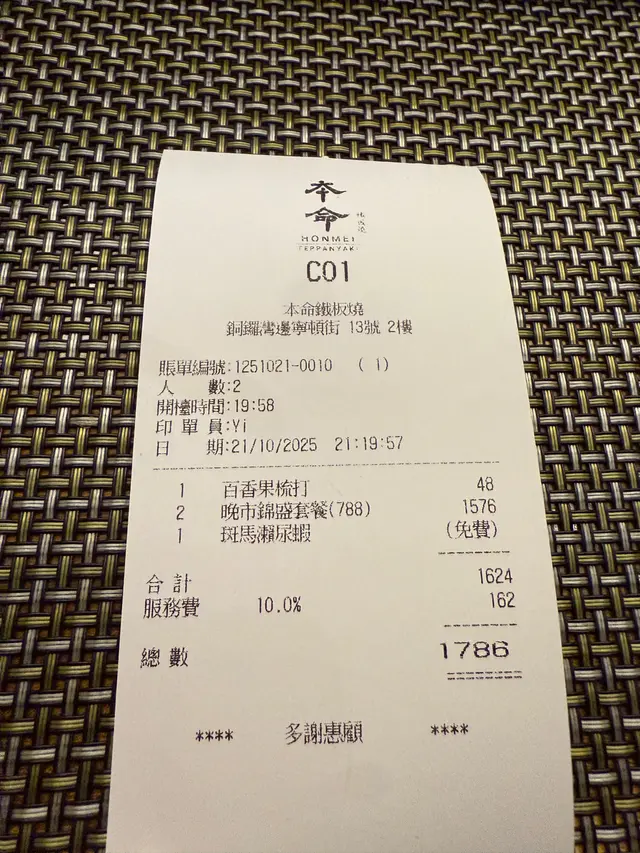 本命
鐵板燒
HONMEI
TEPPANYAKI
C01
本命鐵板燒
銅鑼灣邊寧頓街 13號 2樓
賬單編號:1251021-0010 ( 1)
人 數:2
開檯時間:19:58
印 單 員:Yi
日 期:21/10/2025 21:19:57
1 百香果梳打 48
2 晚市錦盛套餐(788) 1576
1 斑馬瀨尿蝦 (免費)
合 計 1624
服務費 10.0% 162
總 數 1786
**** 多謝惠顧 ****